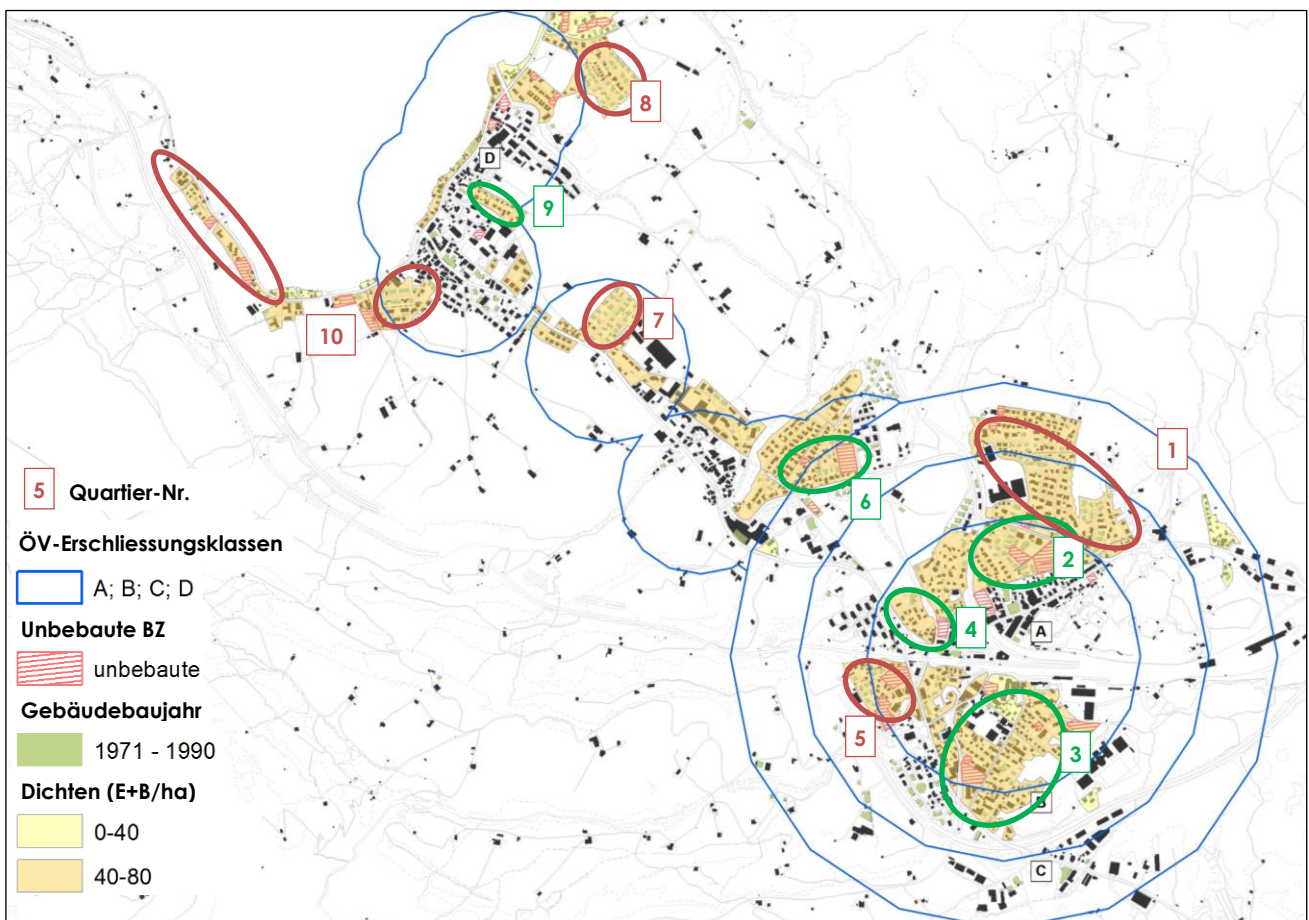 8
D
9
7
10
1
6
2
4
A
5
3
B
C
5 Quartier-Nr.
ÖV-Erschliessungsklassen
A; B; C; D
Unbebaute BZ
unbebaute
Gebäudebaujahr
1971 - 1990
Dichten (E+B/ha)
0-40
40-80